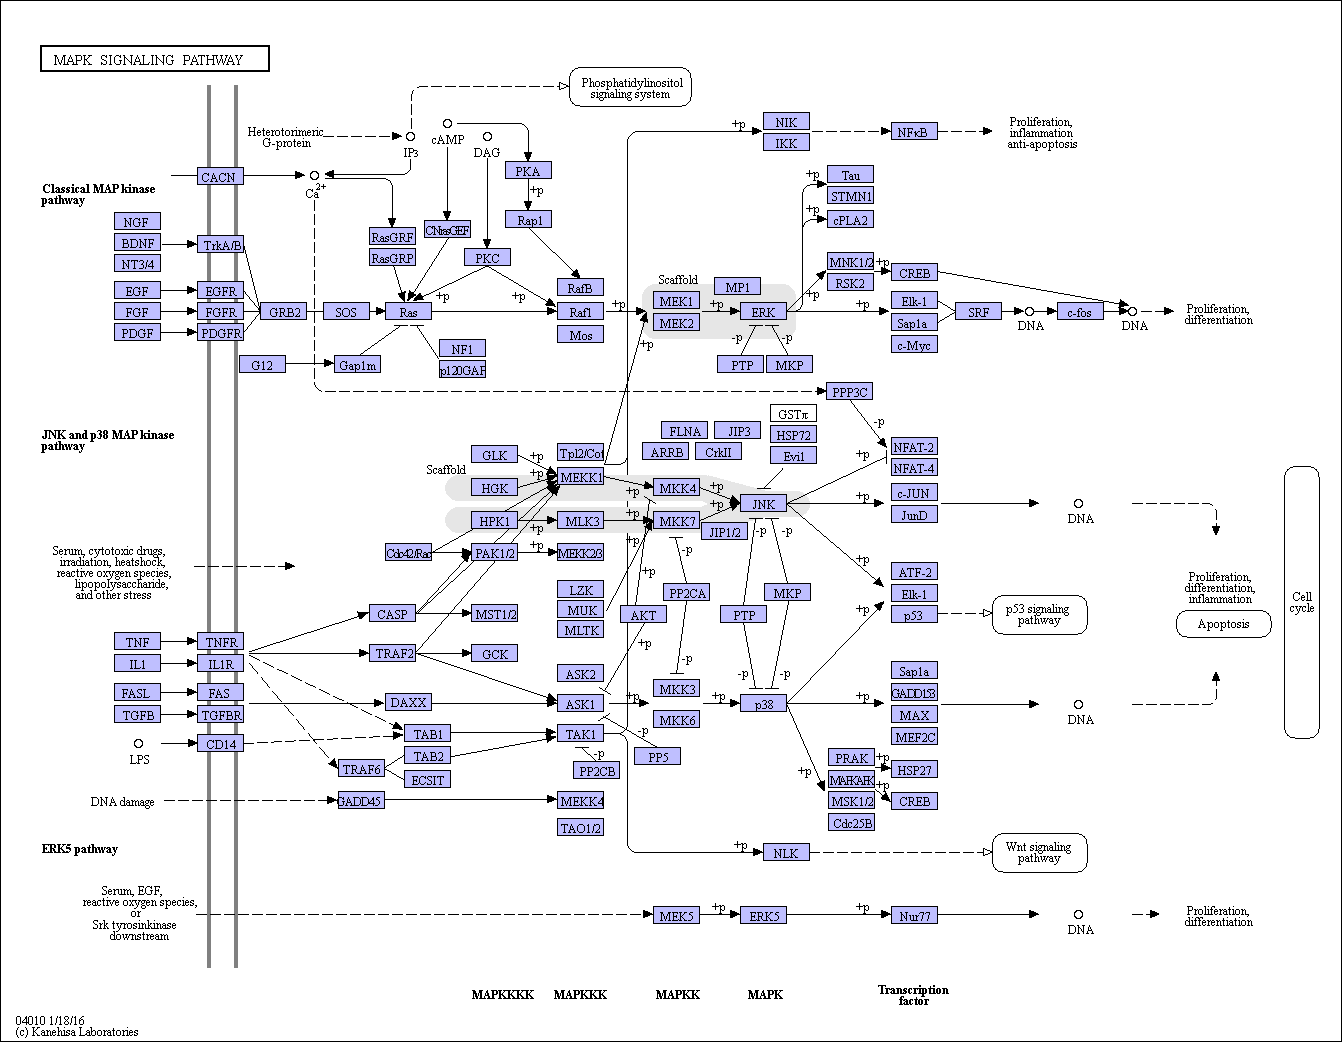 MAPK SIGNALING PATHWAY
Phosphatidylinositol
signaling system
Heterotorimeric
G-protein
IP3
cAMP
DAG
+p
NIK
IKK
NFκB
Proliferation,
inflammation
anti-apoptosis
Classical MAP kinase
pathway
CACN
Ca2+
PKA
+p
Rap1
+p
Tau
STMN1
+p
cPLA2
NGF
BDNF
NT3/4
TrkA/B
RasGRF
RasGRP
CNrasGEF
PKC
RafB
Scaffold
MP1
MNK1/2
RSK2
+p
+p
CREB
EGF
FGF
PDGF
EGFR
FGFR
PDGFR
GRB2
SOS
Ras
+p
+p
Raf1
Mos
+p
MEK1
MEK2
+p
ERK
+p
Elk-1
Sap1a
c-Myc
SRF
DNA
c-fos
DNA
Proliferation,
differentiation
+p
-p
-p
PTP
MKP
G12
Gap1m
NF1
p120GAP
PPP3C
-p
JNK and p38 MAP kinase
pathway
GSTπ
HSP72
Evi1
FLNA
JIP3
ARRB
CrkII
NFAT-2
NFAT-4
+p
Scaffold
GLK
HGK
HPK1
+p
+p
+p
+p
Tpl2/Cot
MEKK1
MLK3
MEKK2/3
+p
+p
+p
+p
MKK4
MKK7
+p
+p
JIP1/2
JNK
+p
c-JUN
JunD
DNA
Cdc42/Rac
PAK1/2
Serum, cytotoxic drugs,
irradiation, heatshock,
reactive oxygen species,
lipopolysaccharide,
and other stress
LZK
MUK
MLTK
-p
-p
-p
+p
PP2CA
MKP
PTP
AKT
+p
+p
ATF-2
Elk-1
p53
+p
p53 signaling
pathway
Proliferation,
differentiation,
inflammation
Apoptosis
Cell
cycle
CASP
MST1/2
TRAF2
GCK
TNF
IL1
TNFR
IL1R
+p
-p
-p
-p
FASL
TGFB
FAS
TGFBR
DAXX
ASK2
ASK1
+p
MKK3
MKK6
+p
p38
+p
Sap1a
GADD153
MAX
MEF2C
DNA
LPS
CD14
TAB1
TAK1
-p
TAB2
ECSIT
TRAF6
-p
PP2CB
PP5
+p
PRAK
MAPKAPK
MSK1/2
Cdc25B
+p
+p
HSP27
CREB
DNA damage
GADD45
MEKK4
TAO1/2
ERK5 pathway
+p
NLK
Wnt signaling
pathway
Serum, EGF,
reactive oxygen species,
or
Srk tyrosinkinase
downstream
MEK5
+p
ERK5
+p
Nur77
DNA
Proliferation,
differentiation
MAPKKKK
MAPKKK
MAPKK
MAPK
Transcription
factor
04010 1/18/16
(c) Kanehisa Laboratories